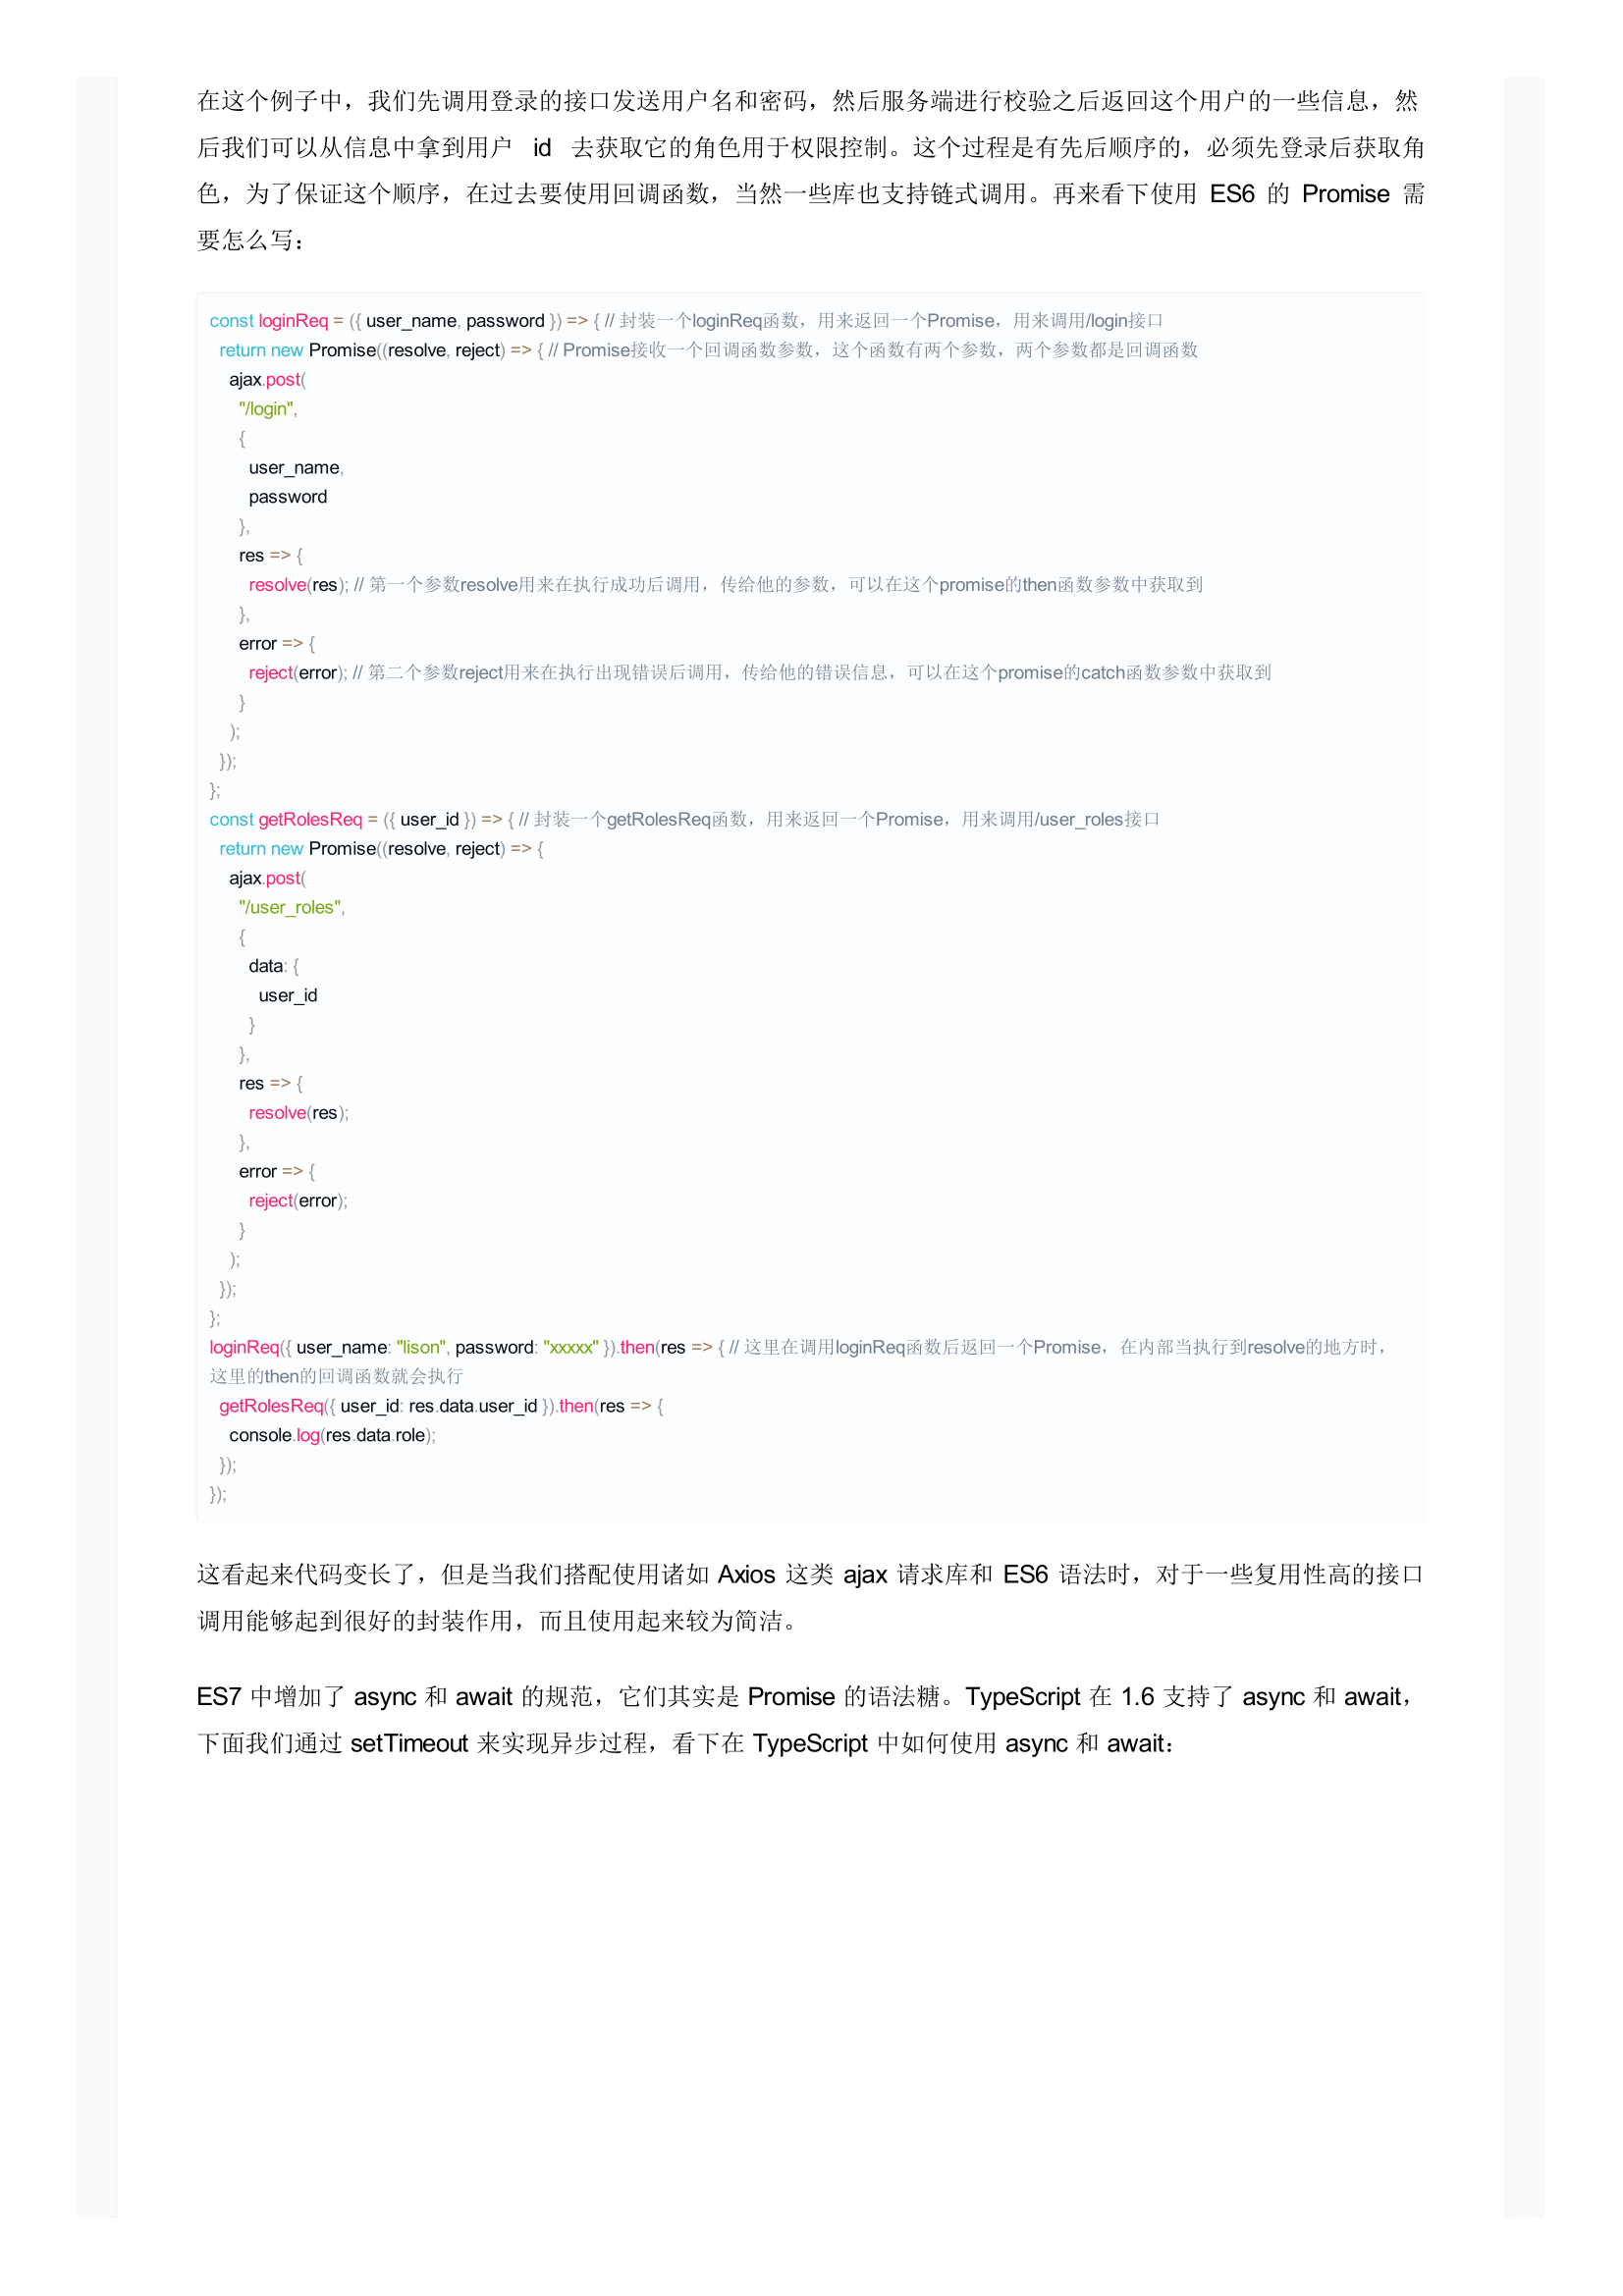 在这个例子中，我们先调用登录的接口发送用户名和密码，然后服务端进行校验之后返回这个用户的一些信息，然
后我们可以从信息中拿到用户 id 去获取它的角色用于权限控制。这个过程是有先后顺序的，必须先登录后获取角
色，为了保证这个顺序，在过去要使用回调函数，当然一些库也支持链式调用。再来看下使用 ES6 的 Promise 需
要怎么写：
const loginReq = ({ user_name, password }) => { // 封装一个loginReq函数，用来返回一个Promise，用来调用/login接口
  return new Promise((resolve, reject) => { // Promise接收一个回调函数参数，这个函数有两个参数，两个参数都是回调函数
    ajax.post(
      "/login",
      {
        user_name,
        password
      },
      res => {
        resolve(res); // 第一个参数resolve用来在执行成功后调用，传给他的参数，可以在这个promise的then函数参数中获取到
      },
      error => {
        reject(error); // 第二个参数reject用来在执行出现错误后调用，传给他的错误信息，可以在这个promise的catch函数参数中获取到
      }
    );
  });
};
const getRolesReq = ({ user_id }) => { // 封装一个getRolesReq函数，用来返回一个Promise，用来调用/user_roles接口
  return new Promise((resolve, reject) => {
    ajax.post(
      "/user_roles",
      {
        data: {
          user_id
        }
      },
      res => {
        resolve(res);
      },
      error => {
        reject(error);
      }
    );
  });
};
loginReq({ user_name: "lison", password: "xxxxx" }).then(res => { // 这里在调用loginReq函数后返回一个Promise，在内部当执行到resolve的地方时，
这里的then的回调函数就会执行
  getRolesReq({ user_id: res.data.user_id }).then(res => {
    console.log(res.data.role);
  });
});
这看起来代码变长了，但是当我们搭配使用诸如 Axios 这类 ajax 请求库和 ES6 语法时，对于一些复用性高的接口
调用能够起到很好的封装作用，而且使用起来较为简洁。
ES7 中增加了 async 和 await 的规范，它们其实是 Promise 的语法糖。TypeScript 在 1.6 支持了 async 和 await，
下面我们通过 setTimeout 来实现异步过程，看下在 TypeScript 中如何使用 async 和 await：